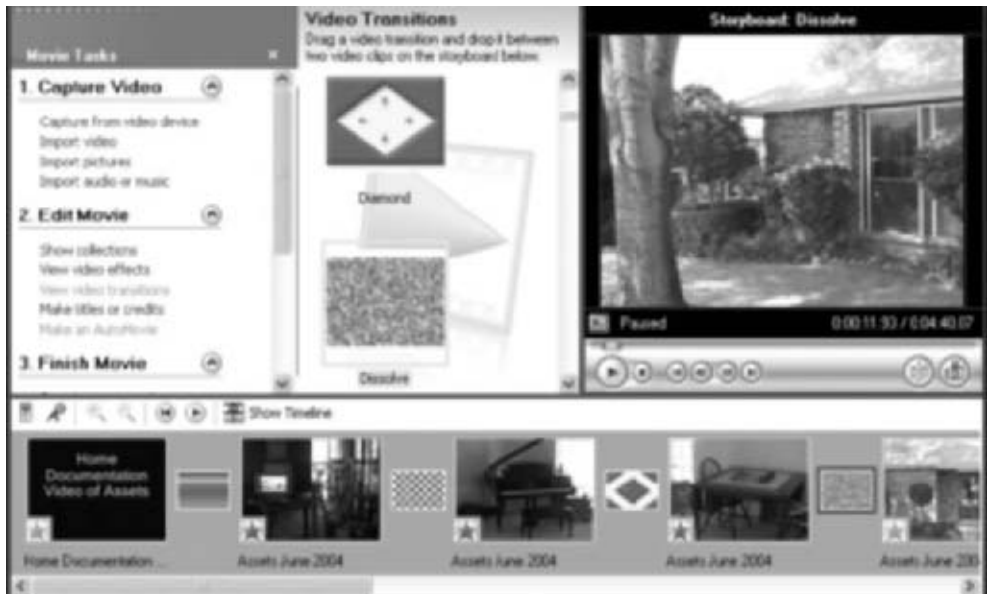 Movie Tasks ×
1. Capture Video
Capture from video device
Import video
Import pictures
Import audio or music
2. Edit Movie
Show collections
View video effects
View video transitions
Make titles or credits
Make an AutoMovie
3. Finish Movie
Video Transitions
Drag a video transition and drop it between
two video clips on the storyboard below.
Diamond
Dissolve
Storyboard: Dissolve
Paused 0:00:11.93 / 0:04:40.07
Show Timeline
Home
Documentation
Video of Assets
Home Documentation ...
Assets June 2004
Assets June 2004
Assets June 2004
Assets June 200